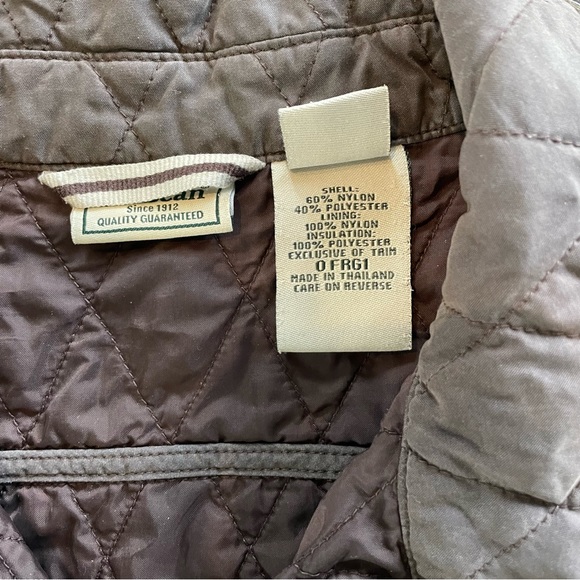 Since 1912
QUALITY GUARANTEED
SHELL:
60% NYLON
40% POLYESTER
LINING:
100% NYLON
INSULATION:
100% POLYESTER
EXCLUSIVE OF TRIM
0 FRG1
MADE IN THAILAND
CARE ON REVERSE